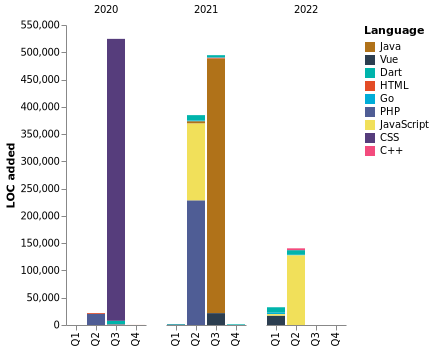 2020 2021 2022
Language
Java
Vue
Dart
HTML
Go
PHP
JavaScript
CSS
C++
LOC added
550,000
500,000
450,000
400,000
350,000
300,000
250,000
200,000
150,000
100,000
50,000
0
Q1 Q2 Q3 Q4 Q1 Q2 Q3 Q4 Q1 Q2 Q3 Q4